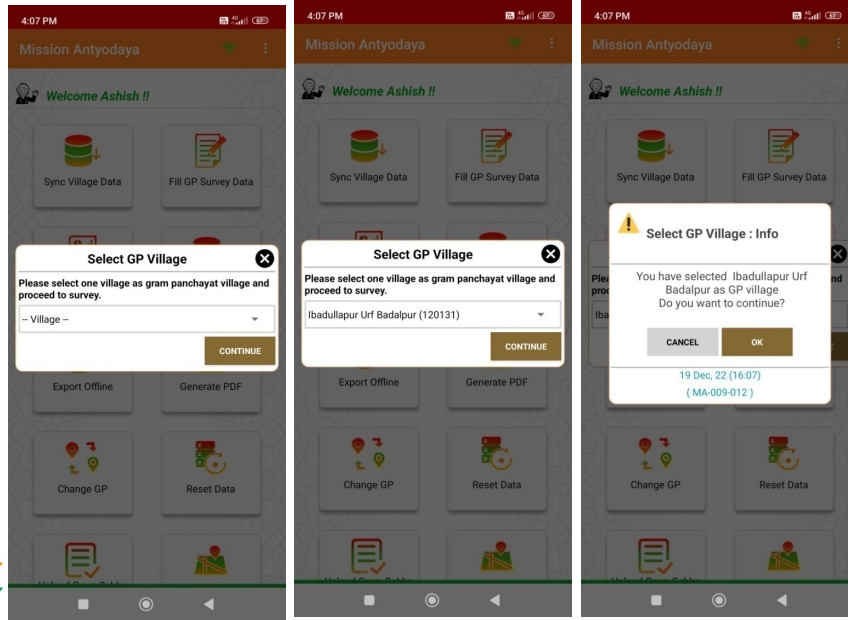 4:07 PM
4G
67
Mission Antyodaya
Welcome Ashish !!
Sync Village Data
Fill GP Survey Data
Select GP Village
Please select one village as gram panchayat village and
proceed to survey.
-- Village --
CONTINUE
Export Offline
Generate PDF
Change GP
Reset Data
4:07 PM
4G
67
Mission Antyodaya
Welcome Ashish !!
Sync Village Data
Fill GP Survey Data
Select GP Village
Please select one village as gram panchayat village and
proceed to survey.
Ibadullapur Urf Badalpur (120131)
CONTINUE
Export Offline
Generate PDF
Change GP
Reset Data
4:07 PM
4G
67
Mission Antyodaya
Welcome Ashish !!
Sync Village Data
Fill GP Survey Data
Select GP Village : Info
You have selected Ibadullapur Urf
Badalpur as GP village
Do you want to continue?
CANCEL
OK
19 Dec, 22 (16:07)
( MA-009-012 )
Change GP
Reset Data